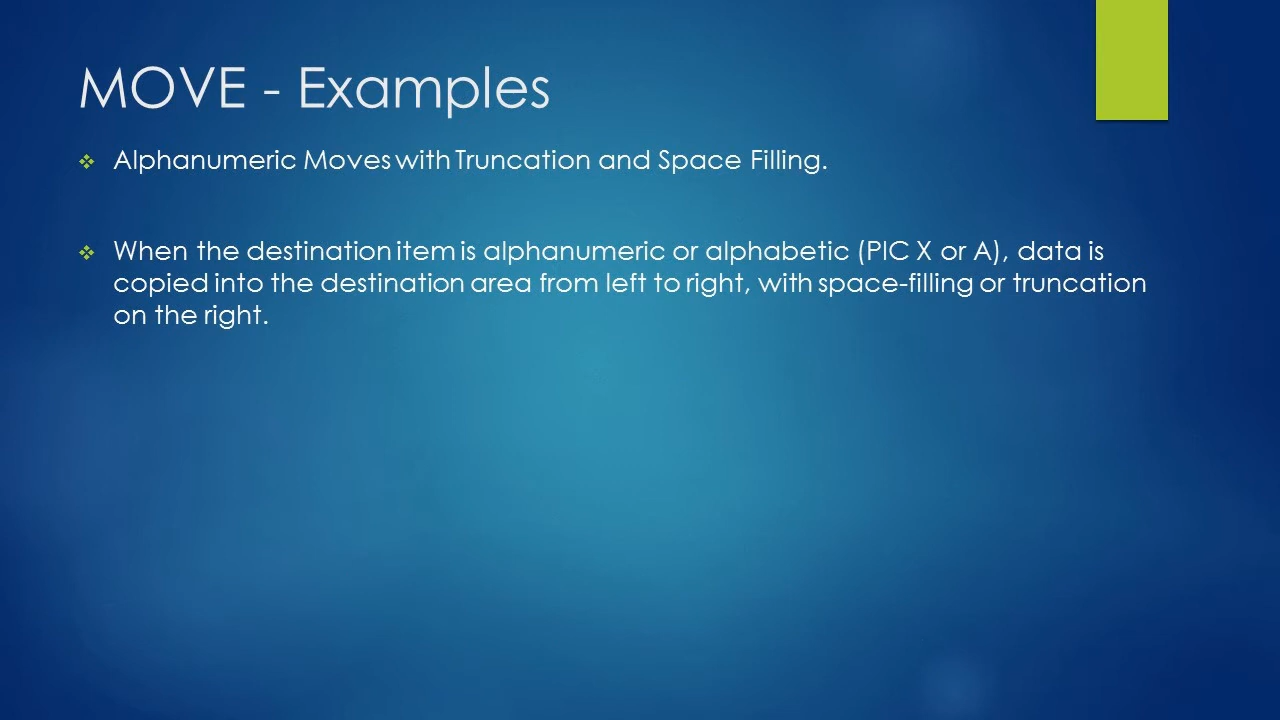 MOVE - Examples
Alphanumeric Moves with Truncation and Space Filling.
When the destination item is alphanumeric or alphabetic (PIC X or A), data is
copied into the destination area from left to right, with space-filling or truncation
on the right.